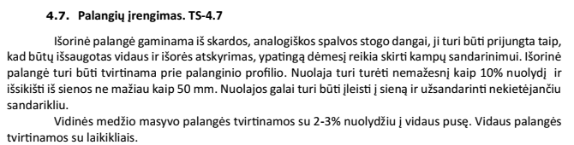 4.7. Palangių įrengimas. TS-4.7
Išorinė palangė gaminama iš skardos, analogiškos spalvos stogo dangai, ji turi būti prijungta taip,
kad būtų išsaugotas vidaus ir išorės atskyrimas, ypatingą dėmesį reikia skirti kampų sandarinimui. Išorinė
palangė turi būti tvirtinama prie palanginio profilio. Nuolaja turi turėti nemažesnį kaip 10% nuolydį ir
išsikišti iš sienos ne mažiau kaip 50 mm. Nuolajos galai turi būti įleisti į sieną ir užsandarinti nekietėjančiu
sandarikliu.
Vidinės medžio masyvo palangės tvirtinamos su 2-3% nuolydžiu į vidaus pusę. Vidaus palangės
tvirtinamos su laikikliais.